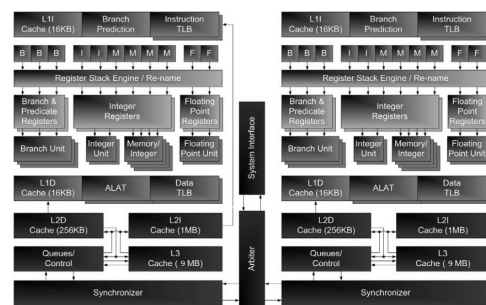 L1I
Cache (16KB)
Branch
Prediction
Instruction
TLB
B B B I I M M M M F F
Register Stack Engine / Re-name
Branch &
Predicate
Registers
Integer
Registers
Floating
Point
Registers
Branch Unit
Integer
Unit
Memory/
Integer
Floating
Point Unit
L1D
Cache (16KB)
ALAT
Data
TLB
L2D
Cache (256KB)
L2I
Cache (1MB)
Queues/
Control
L3
Cache ( 9 MB)
Synchronizer
System Interface
Arbiter
L1I
Cache (16KB)
Branch
Prediction
Instruction
TLB
B B B I I M M M M F F
Register Stack Engine / Re-name
Branch &
Predicate
Registers
Integer
Registers
Floating
Point
Registers
Branch Unit
Integer
Unit
Memory/
Integer
Floating
Point Unit
L1D
Cache (16KB)
ALAT
Data
TLB
L2D
Cache (256KB)
L2I
Cache (1MB)
Queues/
Control
L3
Cache ( 9 MB)
Synchronizer